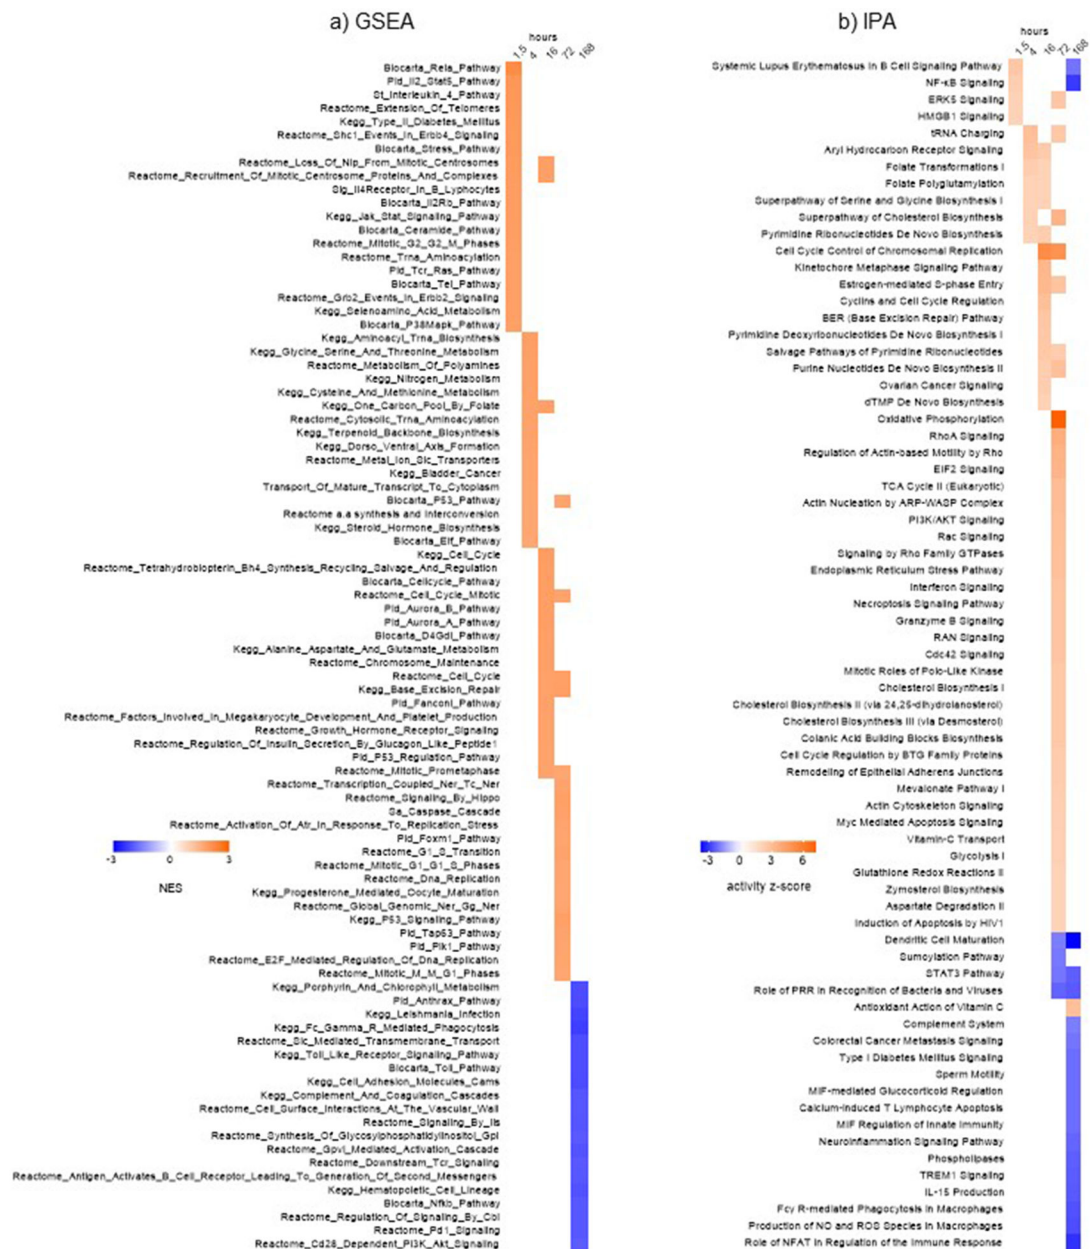 a) GSEA
hours
1.5 4 16 72 168
Biocarta_Rela_Pathway
Pid_Il2_Stat5_Pathway
St_Interleukin_4_Pathway
Reactome_Extension_Of_Telomeres
Kegg_Type_II_Diabetes_Mellitus
Reactome_Shc1_Events_In_Erbb4_Signaling
Biocarta_Stress_Pathway
Reactome_Loss_Of_Nlp_From_Mitotic_Centrosomes
Reactome_Recruitment_Of_Mitotic_Centrosome_Proteins_And_Complexes
Sig_Il4Receptor_In_B_Lyphocytes
Biocarta_Il2Rb_Pathway
Kegg_Jak_Stat_Signaling_Pathway
Biocarta_Ceramide_Pathway
Reactome_Mitotic_G2_G2_M_Phases
Reactome_Trna_Aminoacylation
Pid_Tcr_Ras_Pathway
Biocarta_Tel_Pathway
Reactome_Grb2_Events_In_Erbb2_Signaling
Kegg_Selenoamino_Acid_Metabolism
Biocarta_P38Mapk_Pathway
Kegg_Aminoacyl_Trna_Biosynthesis
Kegg_Glycine_Serine_And_Threonine_Metabolism
Reactome_Metabolism_Of_Polyamines
Kegg_Nitrogen_Metabolism
Kegg_Cysteine_And_Methionine_Metabolism
Kegg_One_Carbon_Pool_By_Folate
Reactome_Cytosolic_Trna_Aminoacylation
Kegg_Terpenoid_Backbone_Biosynthesis
Kegg_Dorso_Ventral_Axis_Formation
Reactome_Metal_Ion_Slc_Transporters
Kegg_Bladder_Cancer
Transport_Of_Mature_Transcript_To_Cytoplasm
Biocarta_P53_Pathway
Reactome a.a synthesis and Interconversion
Kegg_Steroid_Hormone_Biosynthesis
Biocarta_Eif_Pathway
Kegg_Cell_Cycle
Reactome_Tetrahydrobiopterin_Bh4_Synthesis_Recycling_Salvage_And_Regulation
Biocarta_Cellcycle_Pathway
Reactome_Cell_Cycle_Mitotic
Pid_Aurora_B_Pathway
Pid_Aurora_A_Pathway
Biocarta_D4Gdi_Pathway
Kegg_Alanine_Aspartate_And_Glutamate_Metabolism
Reactome_Chromosome_Maintenance
Reactome_Cell_Cycle
Kegg_Base_Excision_Repair
Pid_Fanconi_Pathway
Reactome_Factors_Involved_In_Megakaryocyte_Development_And_Platelet_Production
Reactome_Growth_Hormone_Receptor_Signaling
Reactome_Regulation_Of_Insulin_Secretion_By_Glucagon_Like_Peptide1
Pid_P53_Regulation_Pathway
Reactome_Mitotic_Prometaphase
Reactome_Transcription_Coupled_Ner_Tc_Ner
Reactome_Signaling_By_Hippo
Sa_Caspase_Cascade
Reactome_Activation_Of_Atr_In_Response_To_Replication_Stress
Pid_Foxm1_Pathway
Reactome_G1_S_Transition
Reactome_Mitotic_G1_G1_S_Phases
Reactome_Dna_Replication
Kegg_Progesterone_Mediated_Oocyte_Maturation
Reactome_Global_Genomic_Ner_Gg_Ner
Kegg_P53_Signaling_Pathway
Pid_Tap63_Pathway
Pid_Plk1_Pathway
Reactome_E2F_Mediated_Regulation_Of_Dna_Replication
Reactome_Mitotic_M_M_G1_Phases
Kegg_Porphyrin_And_Chlorophyll_Metabolism
Pid_Anthrax_Pathway
Kegg_Leishmania_Infection
Kegg_Fc_Gamma_R_Mediated_Phagocytosis
Reactome_Slc_Mediated_Transmembrane_Transport
Kegg_Toll_Like_Receptor_Signaling_Pathway
Biocarta_Toll_Pathway
Kegg_Cell_Adhesion_Molecules_Cams
Kegg_Complement_And_Coagulation_Cascades
Reactome_Cell_Surface_Interactions_At_The_Vascular_Wall
Reactome_Signaling_By_Ils
Reactome_Synthesis_Of_Glycosylphosphatidylinositol_Gpi
Reactome_Gpvi_Mediated_Activation_Cascade
Reactome_Downstream_Tcr_Signaling
Reactome_Antigen_Activates_B_Cell_Receptor_Leading_To_Generation_Of_Second_Messengers
Kegg_Hematopoietic_Cell_Lineage
Biocarta_Nfkb_Pathway
Reactome_Regulation_Of_Signaling_By_Cbl
Reactome_Pd1_Signaling
Reactome_Cd28_Dependent_PI3K_Akt_Signaling
-3 0 3
NES
b) IPA
hours
1.5 4 16 72 168
Systemic Lupus Erythematosus In B Cell Signaling Pathway
NF-κB Signaling
ERK5 Signaling
HMGB1 Signaling
tRNA Charging
Aryl Hydrocarbon Receptor Signaling
Folate Transformations I
Folate Polyglutamylation
Superpathway of Serine and Glycine Biosynthesis I
Superpathway of Cholesterol Biosynthesis
Pyrimidine Ribonucleotides De Novo Biosynthesis
Cell Cycle Control of Chromosomal Replication
Kinetochore Metaphase Signaling Pathway
Estrogen-mediated S-phase Entry
Cyclins and Cell Cycle Regulation
BER (Base Excision Repair) Pathway
Pyrimidine Deoxyribonucleotides De Novo Biosynthesis I
Salvage Pathways of Pyrimidine Ribonucleotides
Purine Nucleotides De Novo Biosynthesis II
Ovarian Cancer Signaling
dTMP De Novo Biosynthesis
Oxidative Phosphorylation
RhoA Signaling
Regulation of Actin-based Motility by Rho
EIF2 Signaling
TCA Cycle II (Eukaryotic)
Actin Nucleation by ARP-WASP Complex
PI3K/AKT Signaling
Rac Signaling
Signaling by Rho Family GTPases
Endoplasmic Reticulum Stress Pathway
Interferon Signaling
Necroptosis Signaling Pathway
Granzyme B Signaling
RAN Signaling
Cdc42 Signaling
Mitotic Roles of Polo-Like Kinase
Cholesterol Biosynthesis I
Cholesterol Biosynthesis II (via 24,25-dihydrolanosterol)
Cholesterol Biosynthesis III (via Desmosterol)
Colanic Acid Building Blocks Biosynthesis
Cell Cycle Regulation by BTG Family Proteins
Remodeling of Epithelial Adherens Junctions
Mevalonate Pathway I
Actin Cytoskeleton Signaling
Myc Mediated Apoptosis Signaling
Vitamin-C Transport
Glycolysis I
Glutathione Redox Reactions II
Zymosterol Biosynthesis
Aspartate Degradation II
Induction of Apoptosis by HIV1
Dendritic Cell Maturation
Sumoylation Pathway
STAT3 Pathway
Role of PRR in Recognition of Bacteria and Viruses
Antioxidant Action of Vitamin C
Complement System
Colorectal Cancer Metastasis Signaling
Type I Diabetes Mellitus Signaling
Sperm Motility
MIF-mediated Glucocorticoid Regulation
Calcium-induced T Lymphocyte Apoptosis
MIF Regulation of Innate Immunity
Neuroinflammation Signaling Pathway
Phospholipases
TREM1 Signaling
IL-15 Production
Fcγ R-mediated Phagocytosis in Macrophages
Production of NO and ROS Species in Macrophages
Role of NFAT in Regulation of the Immune Response
-3 0 3 6
activity z-score